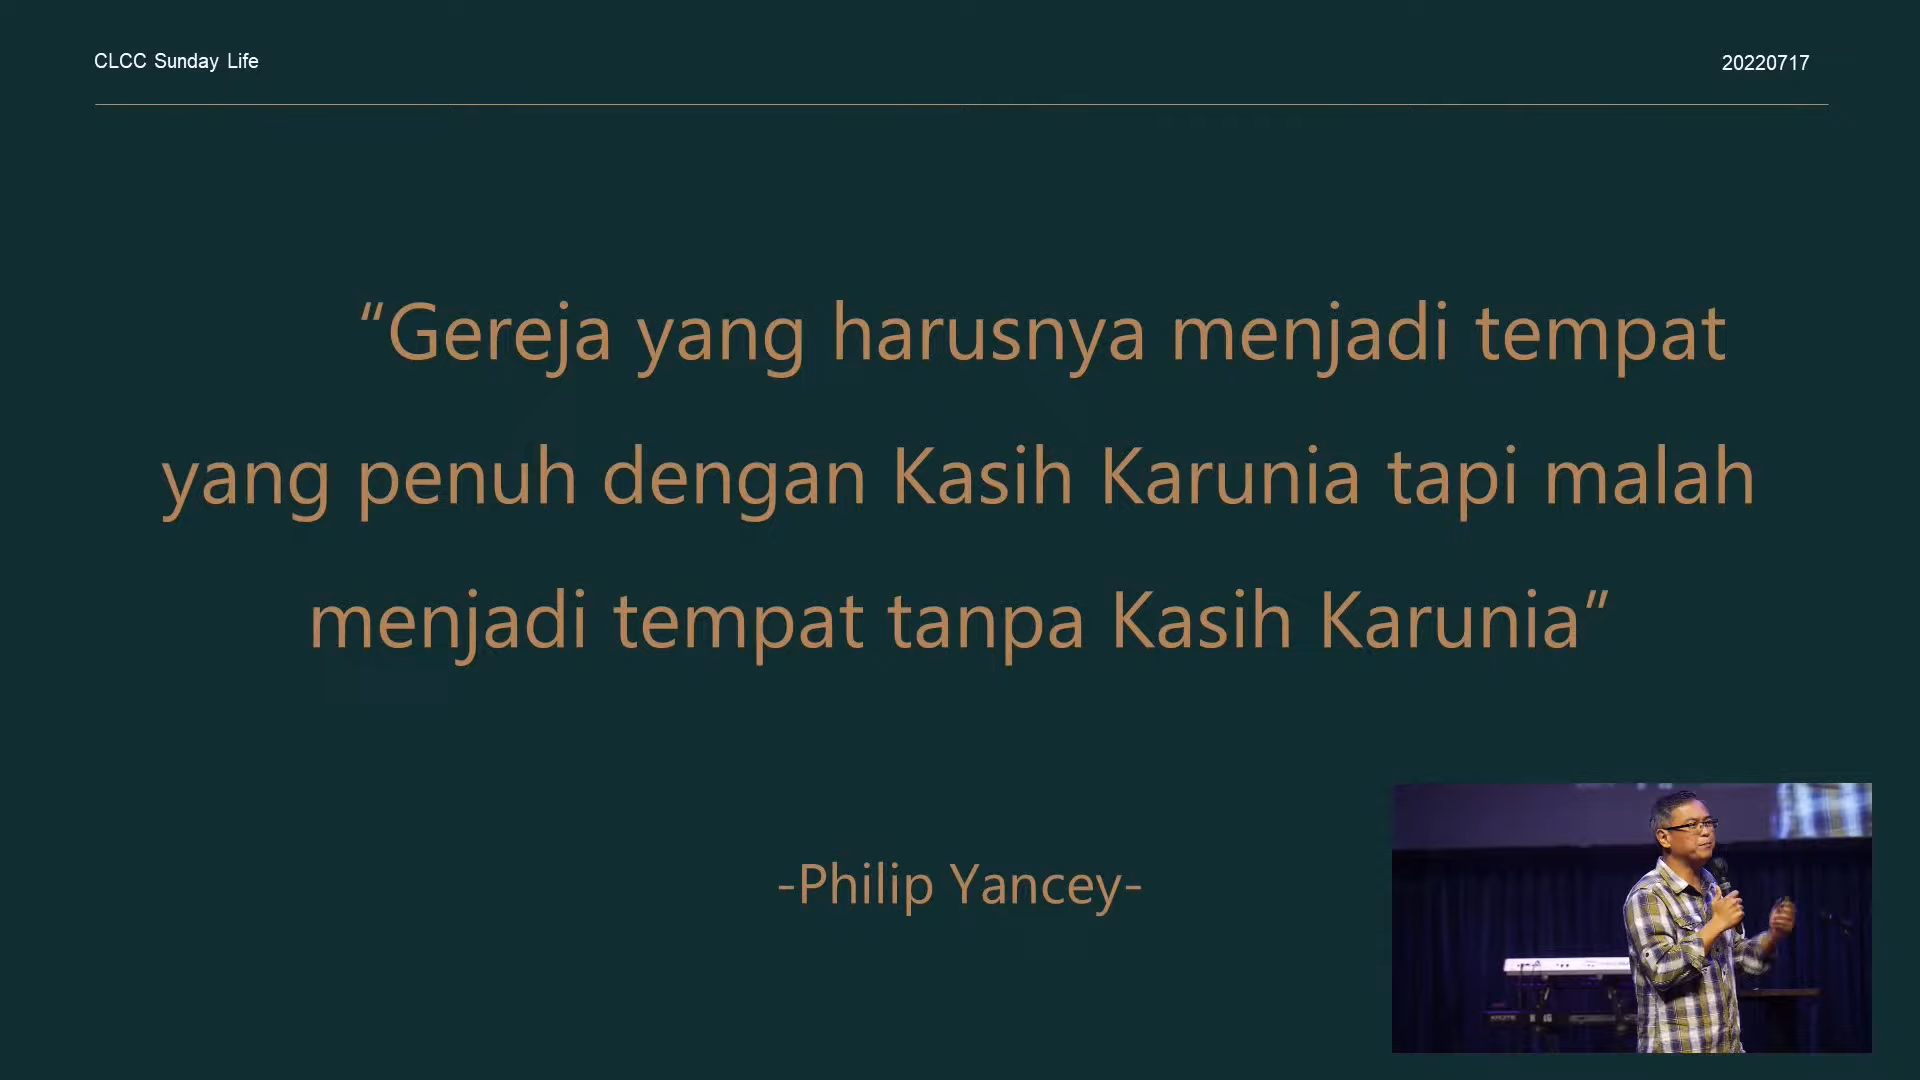 CLCC Sunday Life
20220717
“Gereja yang harusnya menjadi tempat
yang penuh dengan Kasih Karunia tapi malah
menjadi tempat tanpa Kasih Karunia”
-Philip Yancey-